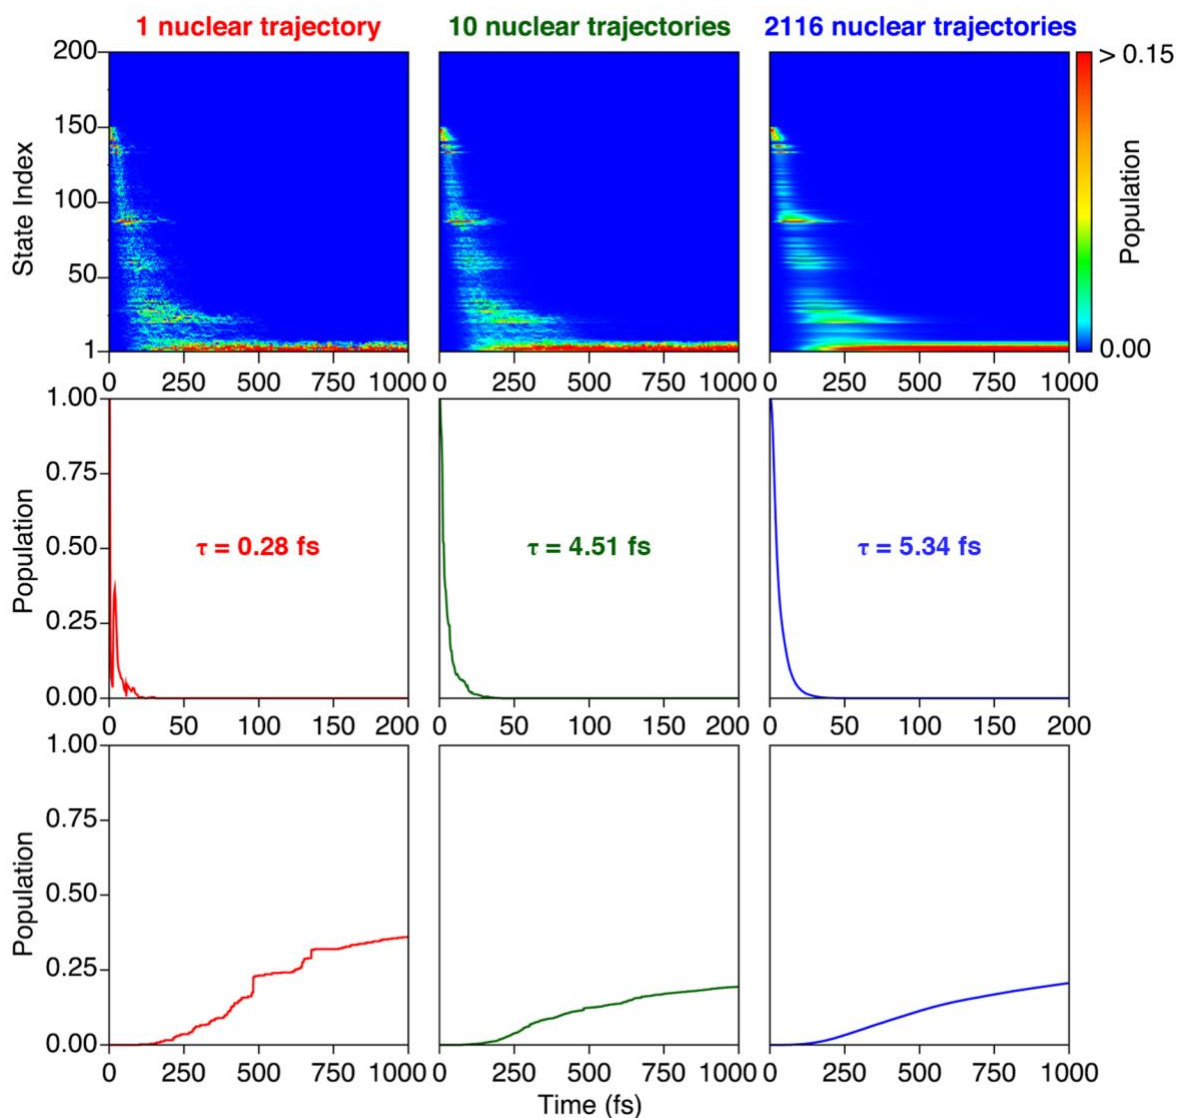 1 nuclear trajectory 10 nuclear trajectories 2116 nuclear trajectories
State Index
200
150
100
50
1
0 250 500 750 1000 0 250 500 750 1000 0 250 500 750 1000
> 0.15
Population
0.00
Population
1.00
0.75
0.50
0.25
0.00
τ = 0.28 fs τ = 4.51 fs τ = 5.34 fs
0 50 100 150 200 0 50 100 150 200 0 50 100 150 200
Population
1.00
0.75
0.50
0.25
0.00
0 250 500 750 1000 0 250 500 750 1000 0 250 500 750 1000
Time (fs)